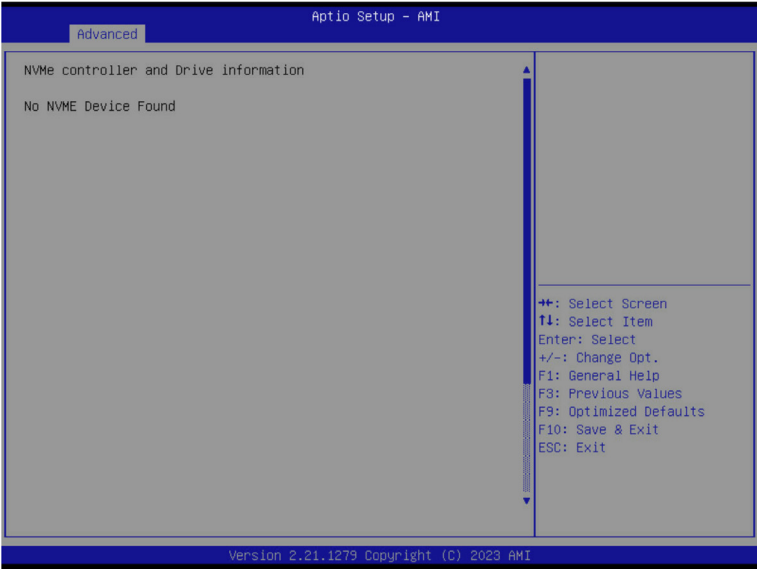 Aptio Setup – AMI
Advanced
NVMe controller and Drive information
No NVME Device Found
→←: Select Screen
↑↓: Select Item
Enter: Select
+/-: Change Opt.
F1: General Help
F3: Previous Values
F9: Optimized Defaults
F10: Save & Exit
ESC: Exit
Version 2.21.1279 Copyright (C) 2023 AMI